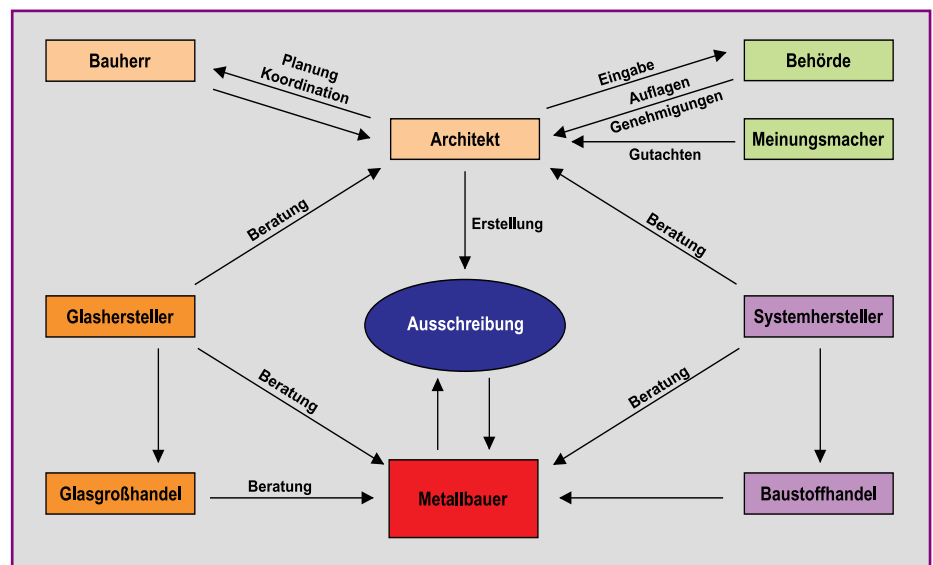 Bauherr
Planung
Koordination
Eingabe
Behörde
Auflagen
Genehmigungen
Architekt
Meinungsmacher
Gutachten
Beratung
Erstellung
Beratung
Glashersteller
Ausschreibung
Systemhersteller
Beratung
Beratung
Glasgroßhandel
Beratung
Metallbauer
Baustoffhandel